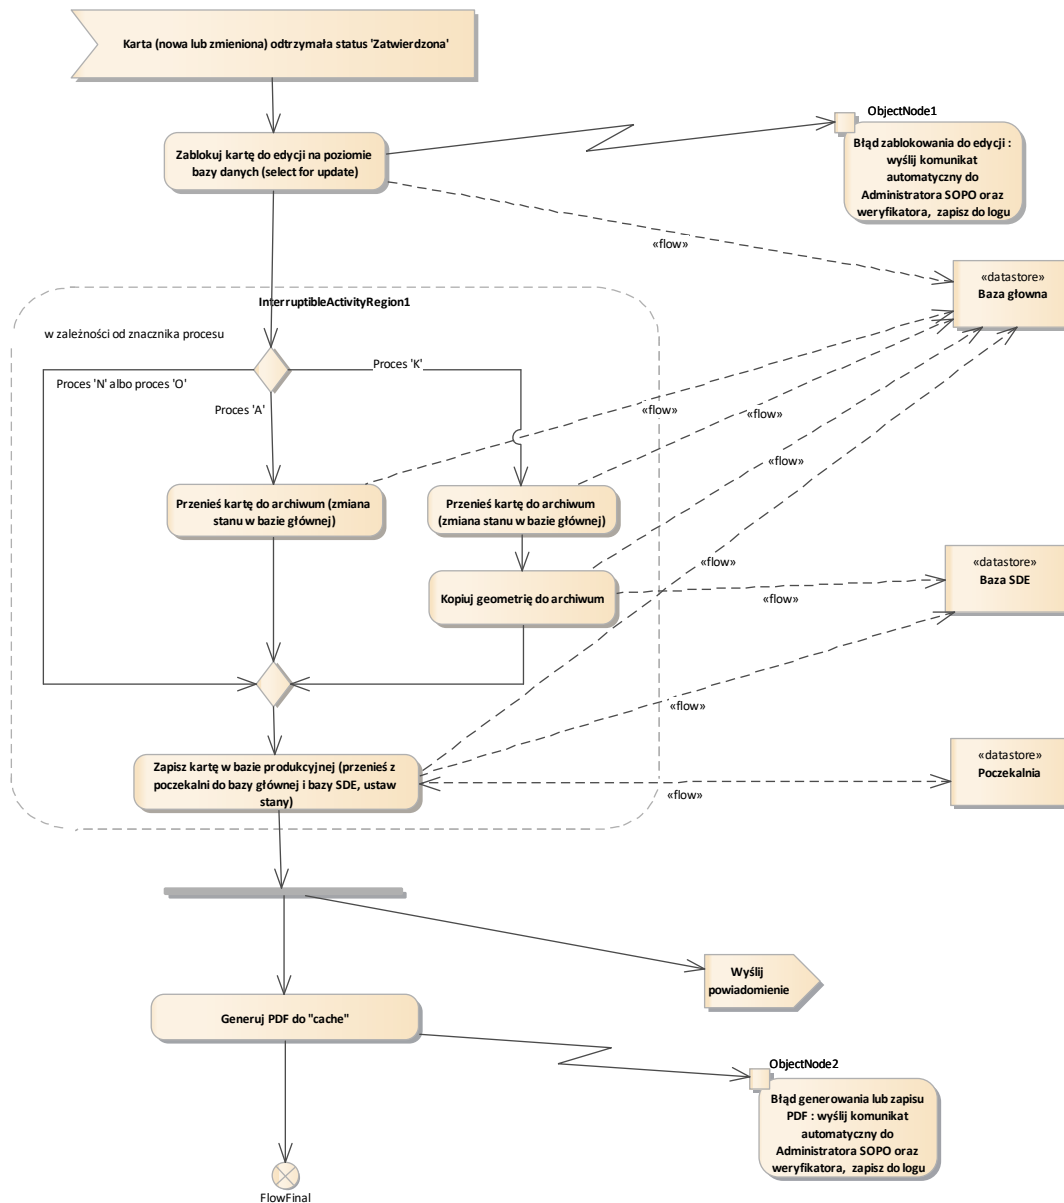 Karta (nowa lub zmieniona) odtrzymała status 'Zatwierdzona'
ObjectNode1
Zablokuj kartę do edycji na poziomie
bazy danych (select for update)
Błąd zablokowania do edycji :
wyślij komunikat
automatyczny do
Administratora SOPO oraz
weryfikatora, zapisz do logu
«flow»
«datastore»
Baza głowna
InterruptibleActivityRegion1
w zależności od znacznika procesu
Proces 'K'
Proces 'N' albo proces 'O'
Proces 'A'
«flow»
«flow»
«flow»
Przenieś kartę do archiwum (zmiana
stanu w bazie głównej)
Przenieś kartę do archiwum
(zmiana stanu w bazie głównej)
«flow»
«datastore»
Baza SDE
Kopiuj geometrię do archiwum
«flow»
«flow»
Zapisz kartę w bazie produkcyjnej (przenieś z
poczekalni do bazy głównej i bazy SDE, ustaw
stany)
«datastore»
Poczekalnia
«flow»
Wyślij
powiadomienie
Generuj PDF do "cache"
ObjectNode2
Błąd generowania lub zapisu
PDF : wyślij komunikat
automatyczny do
Administratora SOPO oraz
weryfikatora, zapisz do logu
FlowFinal